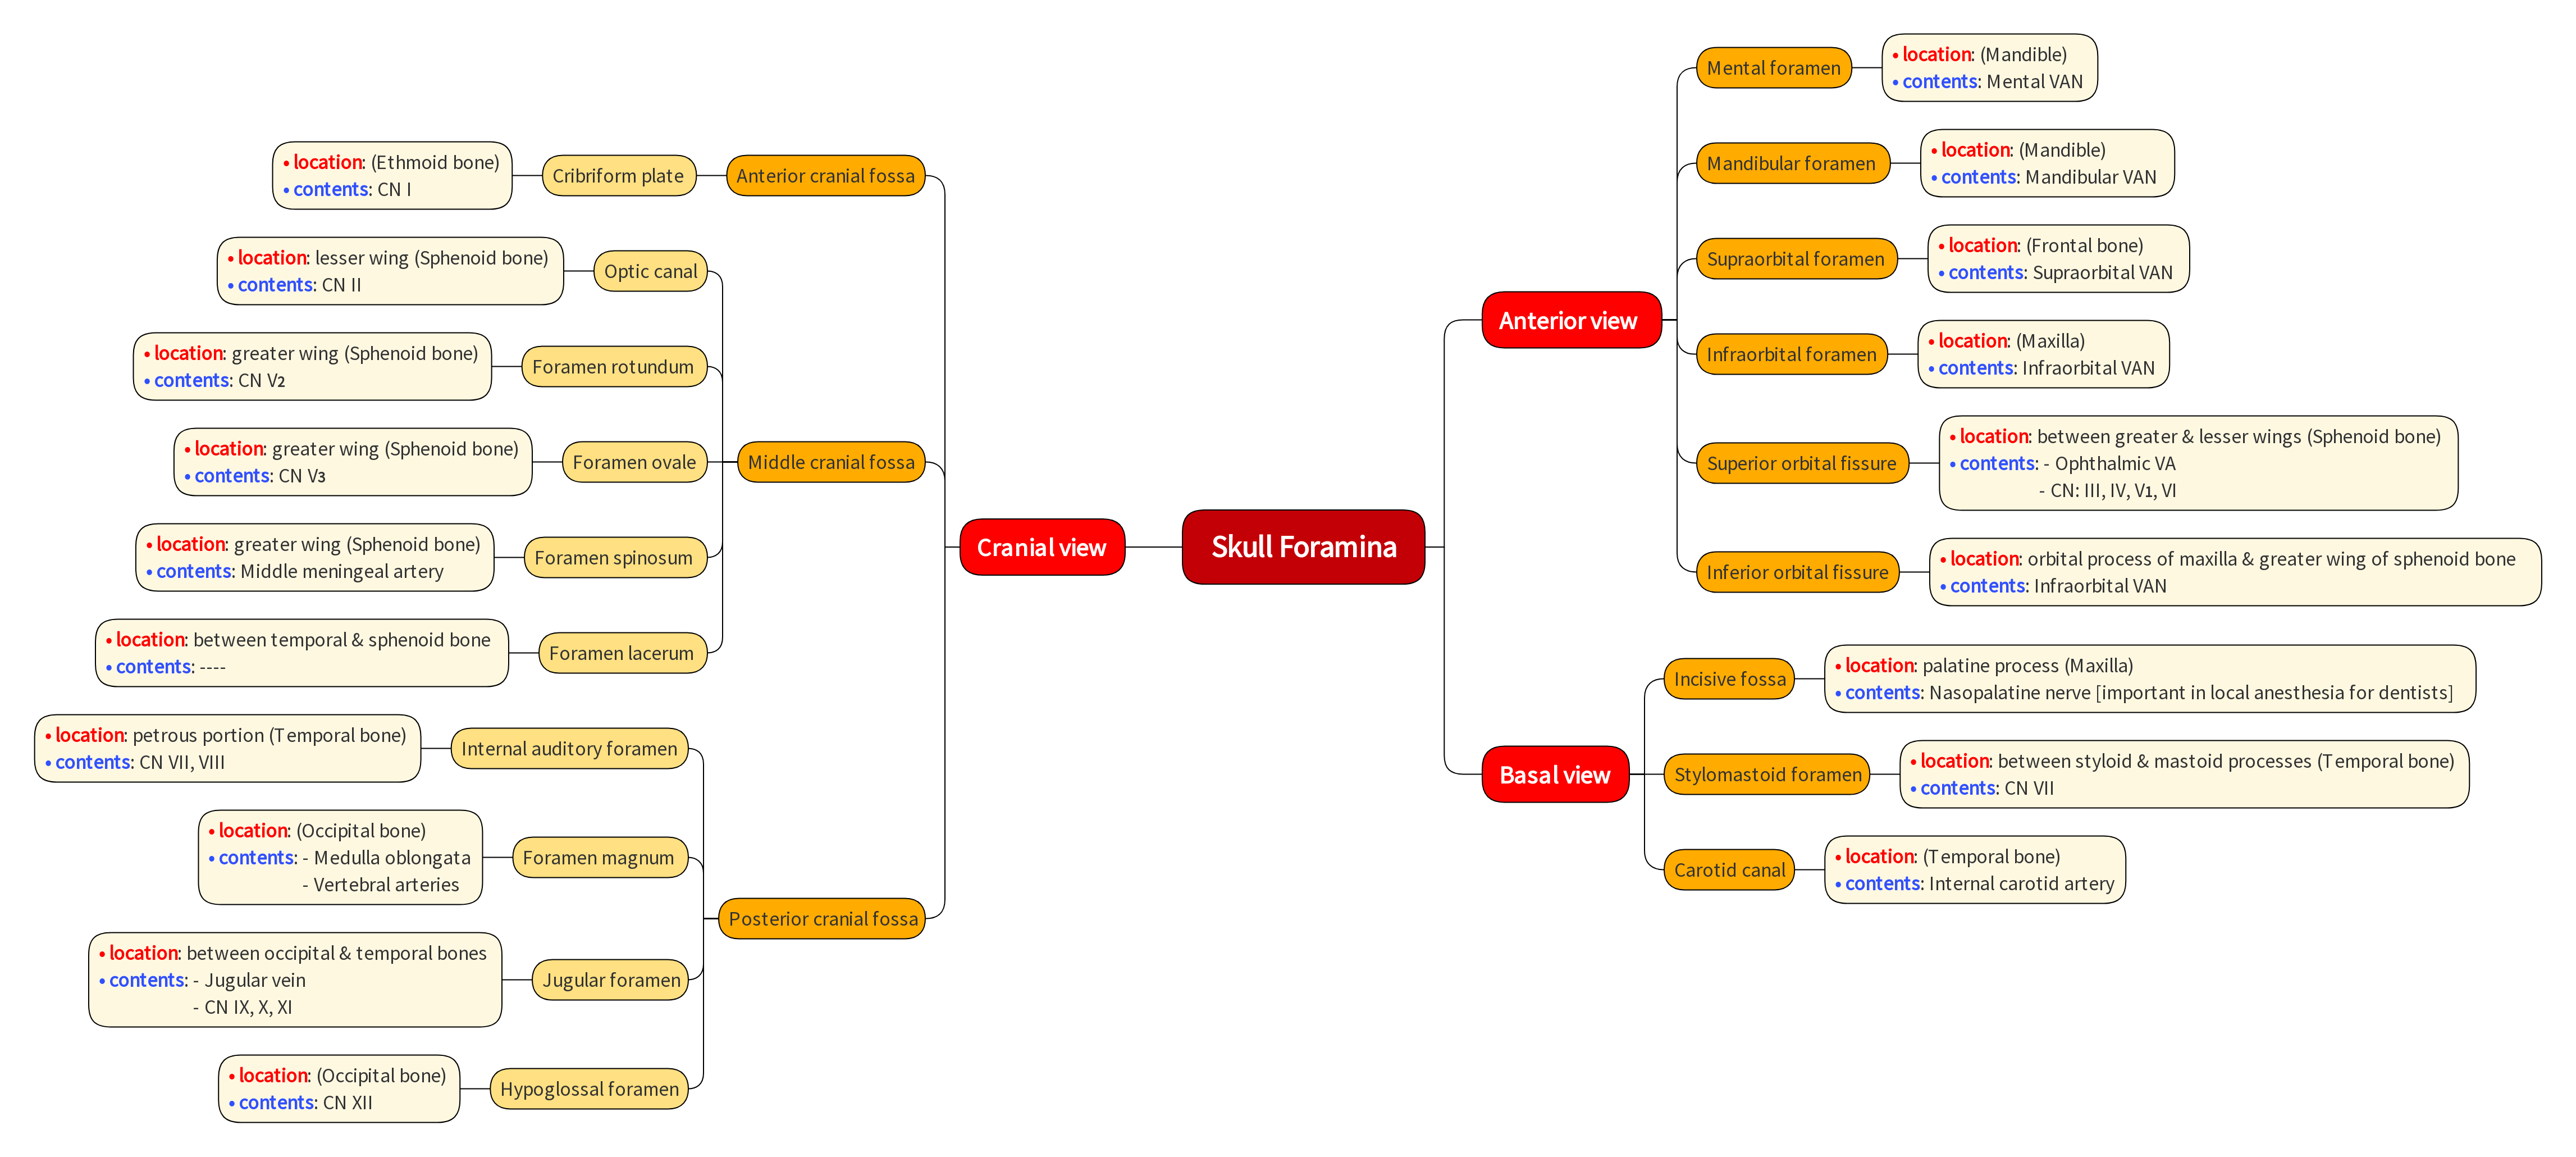 Skull Foramina
Cranial view
Anterior cranial fossa
Cribriform plate
• location: (Ethmoid bone)
• contents: CN I
Middle cranial fossa
Optic canal
• location: lesser wing (Sphenoid bone)
• contents: CN II
Foramen rotundum
• location: greater wing (Sphenoid bone)
• contents: CN V2
Foramen ovale
• location: greater wing (Sphenoid bone)
• contents: CN V3
Foramen spinosum
• location: greater wing (Sphenoid bone)
• contents: Middle meningeal artery
Foramen lacerum
• location: between temporal & sphenoid bone
• contents: ----
Posterior cranial fossa
Internal auditory foramen
• location: petrous portion (Temporal bone)
• contents: CN VII, VIII
Foramen magnum
• location: (Occipital bone)
• contents: - Medulla oblongata
- Vertebral arteries
Jugular foramen
• location: between occipital & temporal bones
• contents: - Jugular vein
- CN IX, X, XI
Hypoglossal foramen
• location: (Occipital bone)
• contents: CN XII
Anterior view
Mental foramen
• location: (Mandible)
• contents: Mental VAN
Mandibular foramen
• location: (Mandible)
• contents: Mandibular VAN
Supraorbital foramen
• location: (Frontal bone)
• contents: Supraorbital VAN
Infraorbital foramen
• location: (Maxilla)
• contents: Infraorbital VAN
Superior orbital fissure
• location: between greater & lesser wings (Sphenoid bone)
• contents: - Ophthalmic VA
- CN: III, IV, V1, VI
Inferior orbital fissure
• location: orbital process of maxilla & greater wing of sphenoid bone
• contents: Infraorbital VAN
Basal view
Incisive fossa
• location: palatine process (Maxilla)
• contents: Nasopalatine nerve [important in local anesthesia for dentists]
Stylomastoid foramen
• location: between styloid & mastoid processes (Temporal bone)
• contents: CN VII
Carotid canal
• location: (Temporal bone)
• contents: Internal carotid artery